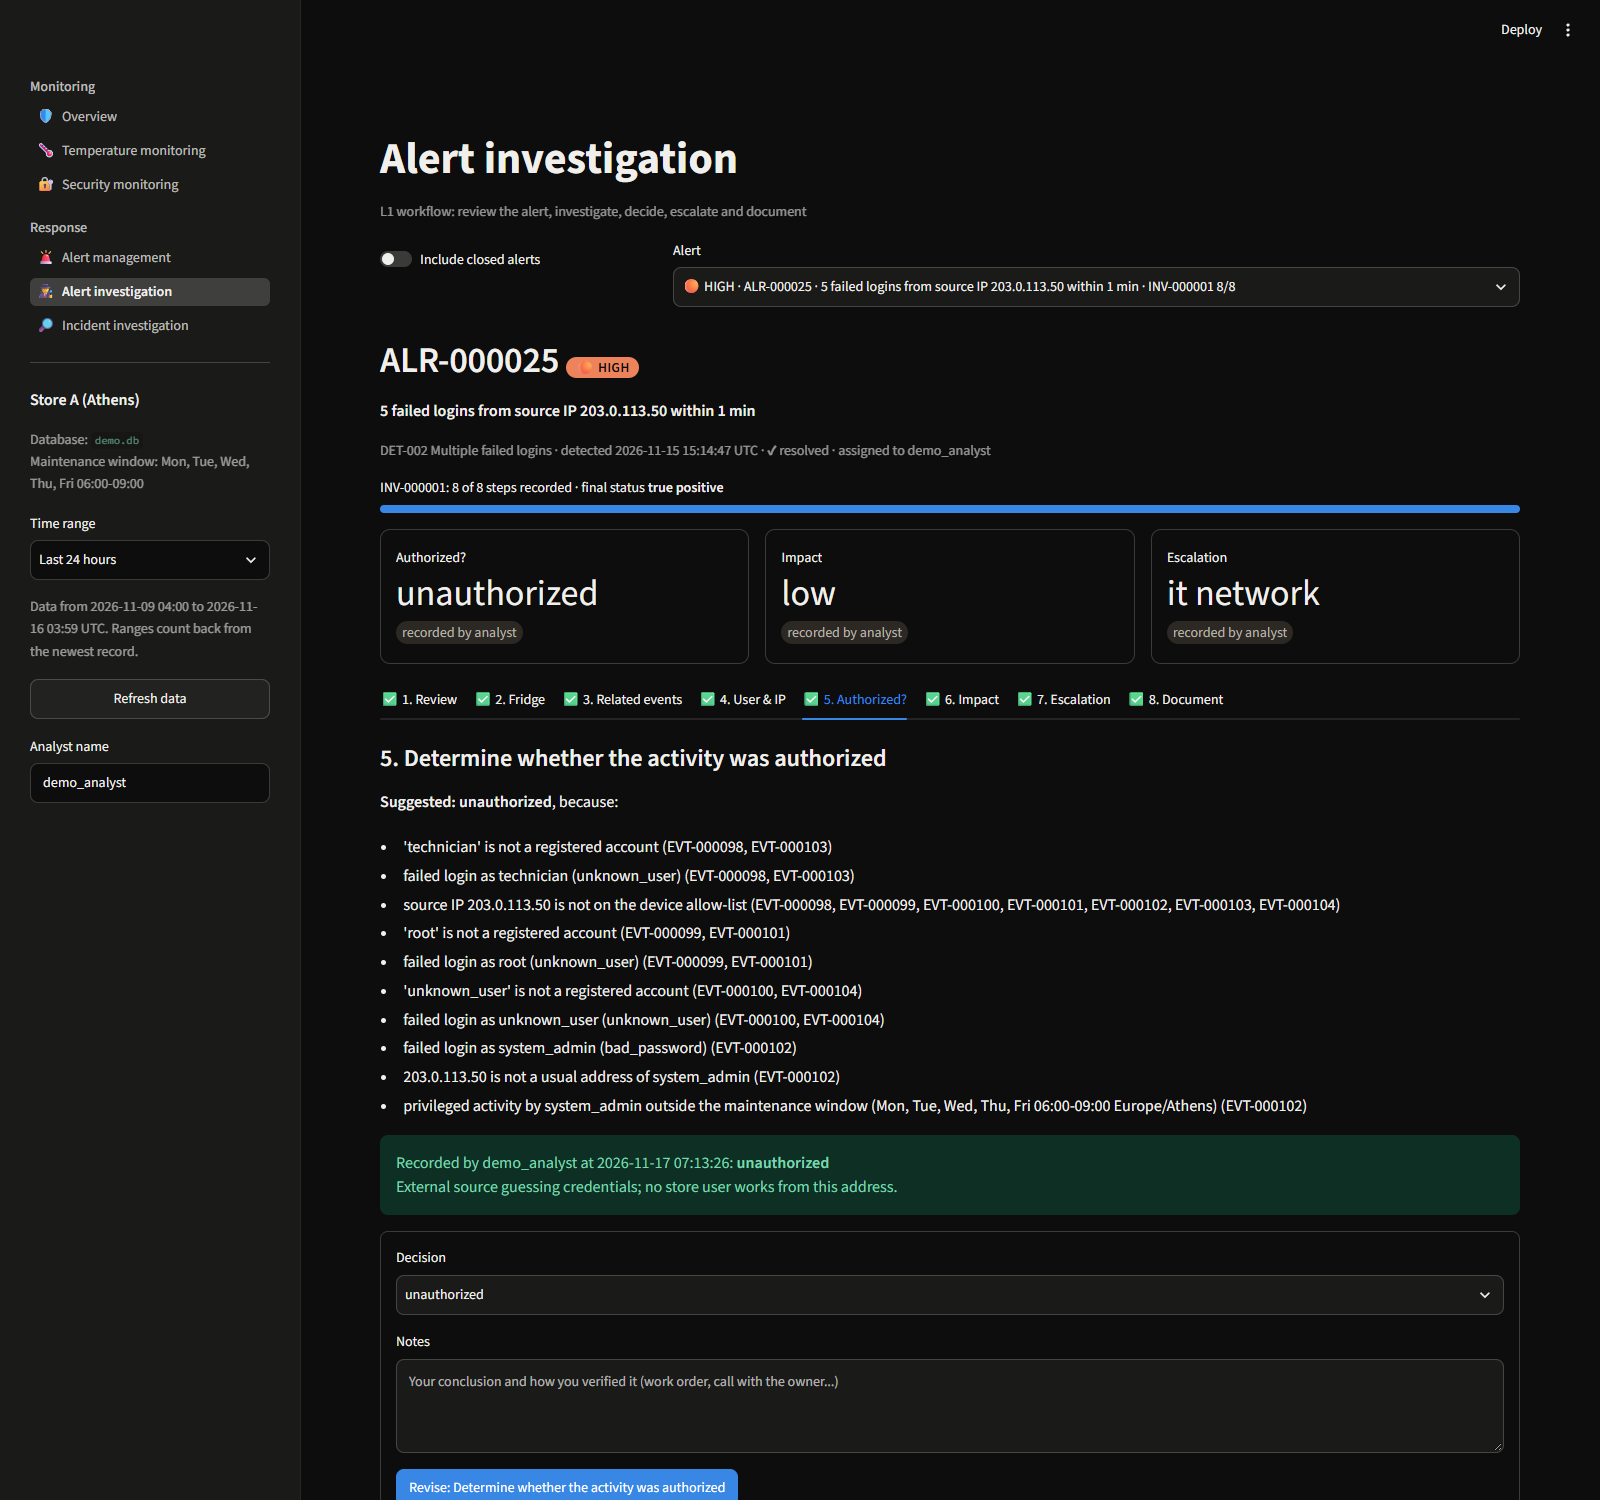 Deploy
Monitoring
Overview
Temperature monitoring
Security monitoring
Response
Alert management
Alert investigation
Incident investigation
Store A (Athens)
Database: demo.db
Maintenance window: Mon, Tue, Wed,
Thu, Fri 06:00-09:00
Time range
Last 24 hours
Data from 2026-11-09 04:00 to 2026-11-
16 03:59 UTC. Ranges count back from
the newest record.
Refresh data
Analyst name
demo_analyst
Alert investigation
L1 workflow: review the alert, investigate, decide, escalate and document
Include closed alerts
Alert
HIGH · ALR-000025 · 5 failed logins from source IP 203.0.113.50 within 1 min · INV-000001 8/8
ALR-000025 HIGH
5 failed logins from source IP 203.0.113.50 within 1 min
DET-002 Multiple failed logins · detected 2026-11-15 15:14:47 UTC · ✓ resolved · assigned to demo_analyst
INV-000001: 8 of 8 steps recorded · final status true positive
Authorized?
unauthorized
recorded by analyst
Impact
low
recorded by analyst
Escalation
it network
recorded by analyst
1. Review
2. Fridge
3. Related events
4. User & IP
5. Authorized?
6. Impact
7. Escalation
8. Document
5. Determine whether the activity was authorized
Suggested: unauthorized, because:
• 'technician' is not a registered account (EVT-000098, EVT-000103)
• failed login as technician (unknown_user) (EVT-000098, EVT-000103)
• source IP 203.0.113.50 is not on the device allow-list (EVT-000098, EVT-000099, EVT-000100, EVT-000101, EVT-000102, EVT-000103, EVT-000104)
• 'root' is not a registered account (EVT-000099, EVT-000101)
• failed login as root (unknown_user) (EVT-000099, EVT-000101)
• 'unknown_user' is not a registered account (EVT-000100, EVT-000104)
• failed login as unknown_user (unknown_user) (EVT-000100, EVT-000104)
• failed login as system_admin (bad_password) (EVT-000102)
• 203.0.113.50 is not a usual address of system_admin (EVT-000102)
• privileged activity by system_admin outside the maintenance window (Mon, Tue, Wed, Thu, Fri 06:00-09:00 Europe/Athens) (EVT-000102)
Recorded by demo_analyst at 2026-11-17 07:13:26: unauthorized
External source guessing credentials; no store user works from this address.
Decision
unauthorized
Notes
Your conclusion and how you verified it (work order, call with the owner...)
Revise: Determine whether the activity was authorized